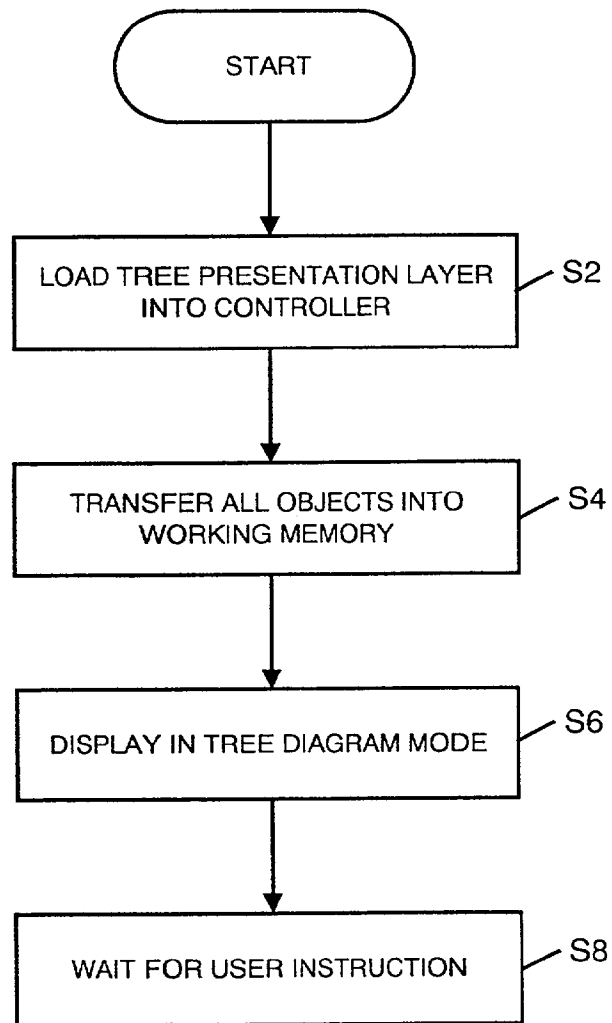 START
LOAD TREE PRESENTATION LAYER
INTO CONTROLLER
S2
TRANSFER ALL OBJECTS INTO
WORKING MEMORY
S4
DISPLAY IN TREE DIAGRAM MODE
S6
WAIT FOR USER INSTRUCTION
S8